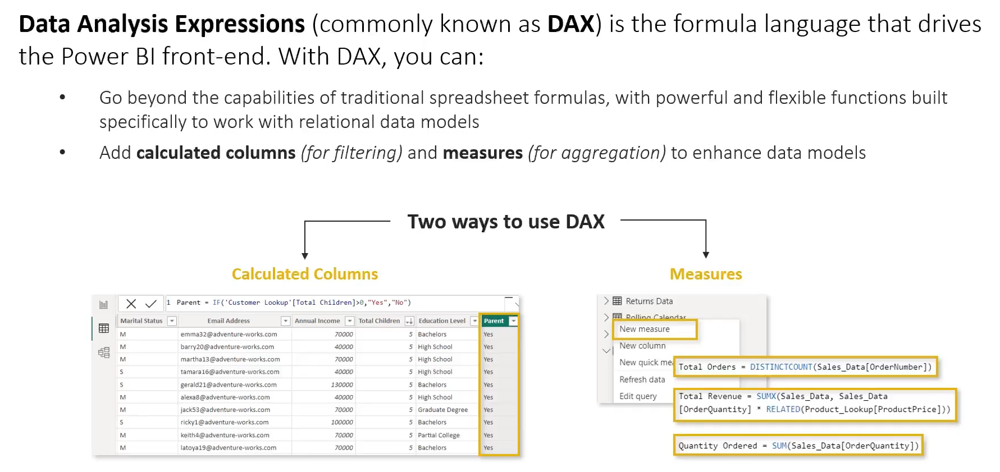 Data Analysis Expressions (commonly known as DAX) is the formula language that drives
the Power BI front-end. With DAX, you can:
• Go beyond the capabilities of traditional spreadsheet formulas, with powerful and flexible functions built
specifically to work with relational data models
• Add calculated columns (for filtering) and measures (for aggregation) to enhance data models
Two ways to use DAX
Calculated Columns
1 Parent = IF('Customer Lookup'[Total Children]>0,"Yes","No")
Marital Status Email Address Annual Income Total Children Education Level Parent
M emma32@adventure-works.com 70000 5 Bachelors Yes
M barry20@adventure-works.com 40000 5 High School Yes
M martha13@adventure-works.com 70000 5 High School Yes
S tamara16@adventure-works.com 40000 5 High School Yes
S gerald21@adventure-works.com 130000 5 Bachelors Yes
M alexa8@adventure-works.com 40000 5 High School Yes
M jack53@adventure-works.com 70000 5 Graduate Degree Yes
S ricky1@adventure-works.com 100000 5 Bachelors Yes
M keith4@adventure-works.com 70000 5 Partial College Yes
M latoya19@adventure-works.com 70000 5 Bachelors Yes
Measures
Returns Data
Rolling Calendar
New measure
New column
New quick mea
Refresh data
Edit query
Total Orders = DISTINCTCOUNT(Sales_Data[OrderNumber])
Total Revenue = SUMX(Sales_Data, Sales_Data
[OrderQuantity] * RELATED(Product_Lookup[ProductPrice]))
Quantity Ordered = SUM(Sales_Data[OrderQuantity])